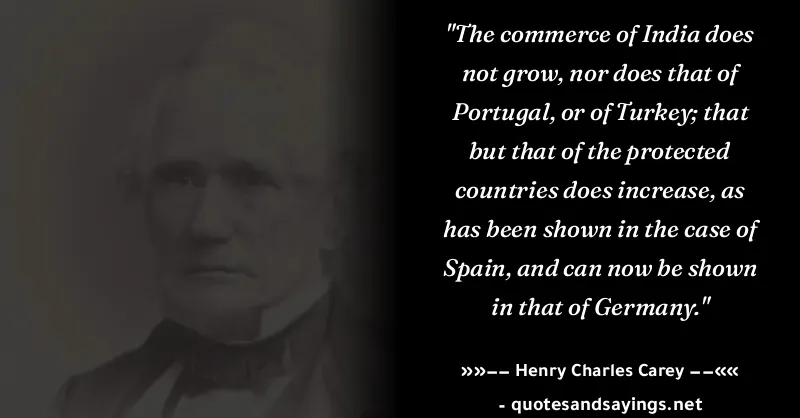 "The commerce of India does
not grow, nor does that of
Portugal, or of Turkey; that
but that of the protected
countries does increase, as
has been shown in the case of
Spain, and can now be shown
in that of Germany."
»»–– Henry Charles Carey ––««
- quotesandsayings.net